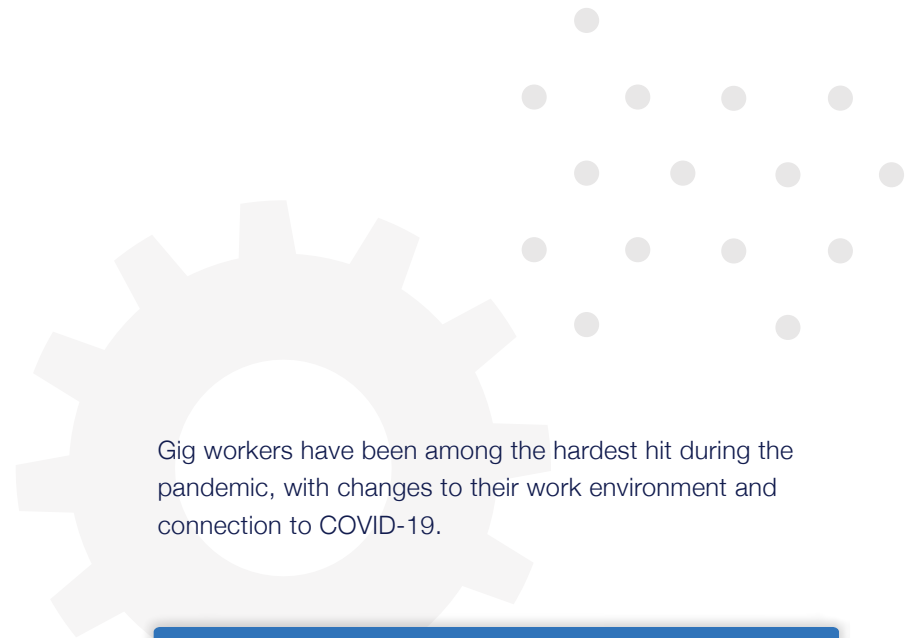 Gig workers have been among the hardest hit during the
pandemic, with changes to their work environment and
connection to COVID-19.